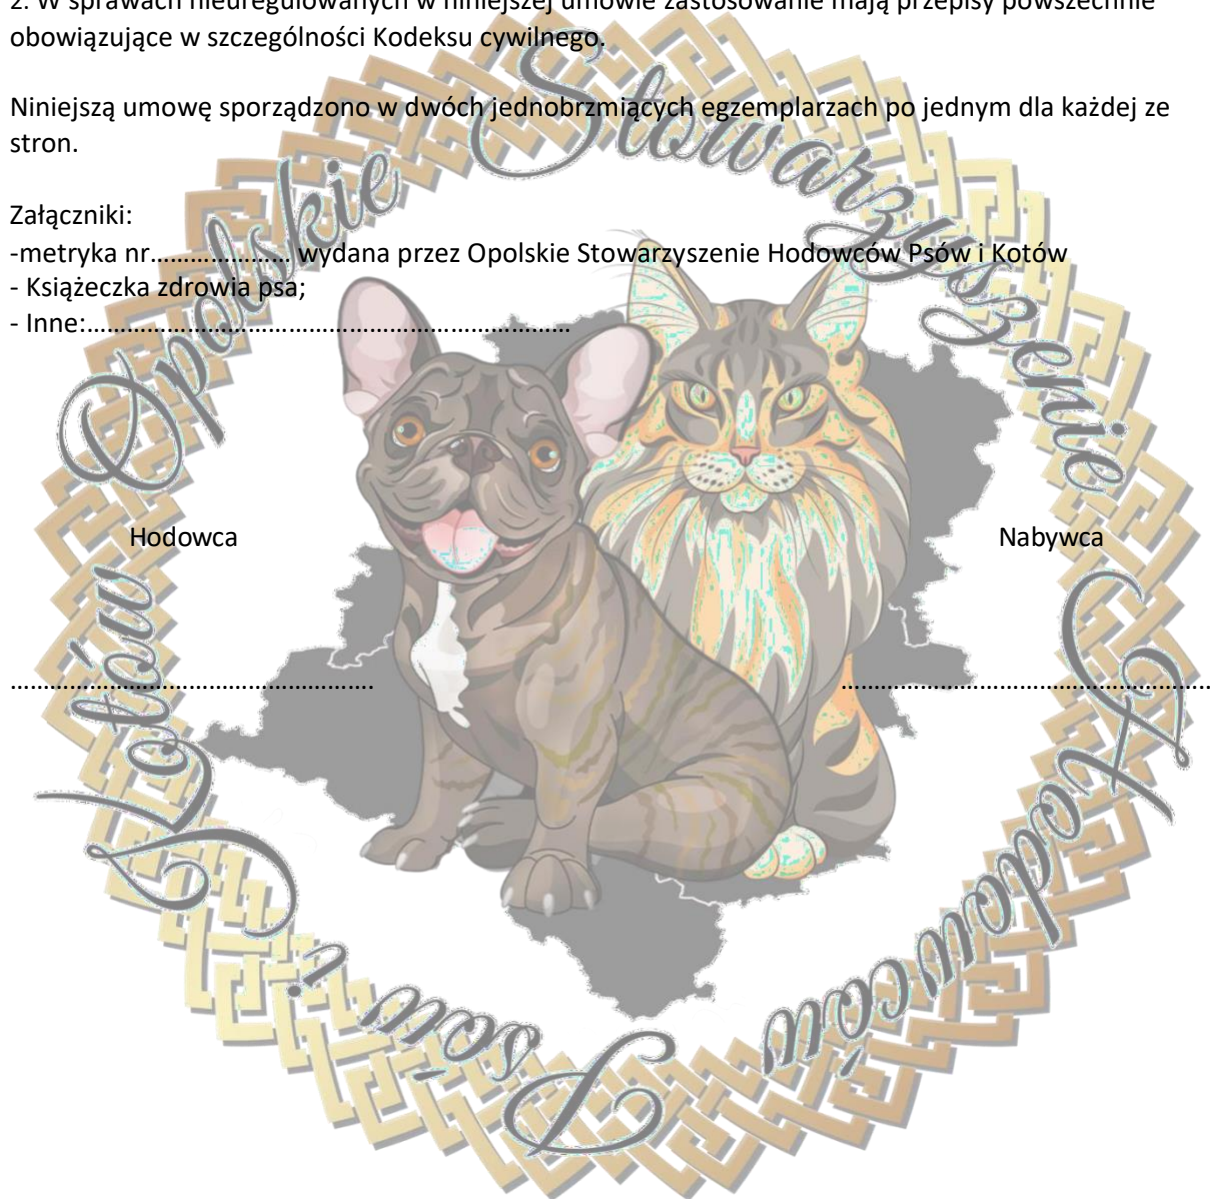 2. W sprawach nieuregulowanych w niniejszej umowie zastosowanie mają przepisy powszechnie
obowiązujące w szczególności Kodeksu cywilnego.
Niniejszą umowę sporządzono w dwóch jednobrzmiących egzemplarzach po jednym dla każdej ze
stron.
Załączniki:
-metryka nr………………… wydana przez Opolskie Stowarzyszenie Hodowców Psów i Kotów
- Książeczka zdrowia psa;
- Inne:………………………………………………………………
Hodowca Nabywca
……………………………………………… ………………………………………………
Opolskie Stowarzyszenie Hodowców Psów i Kotów